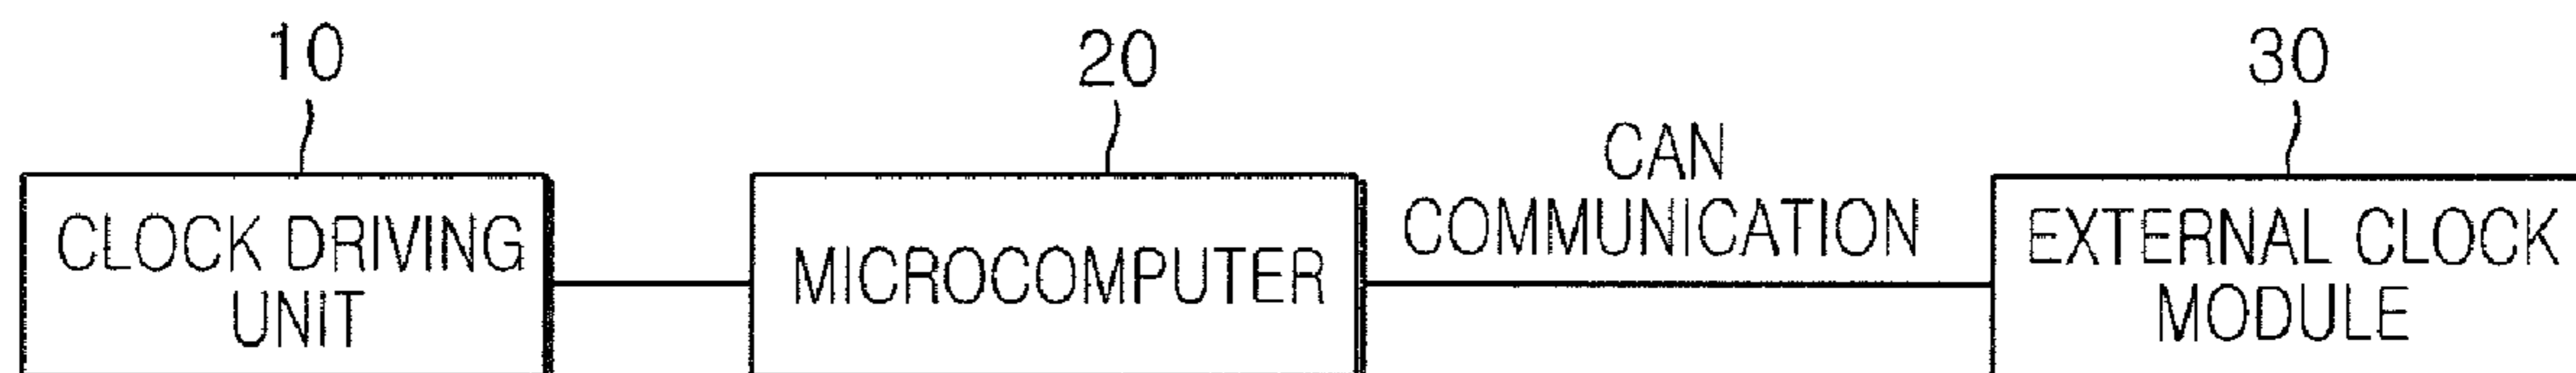 10
20
30
CLOCK DRIVING
UNIT
MICROCOMPUTER
CAN
COMMUNICATION
EXTERNAL CLOCK
MODULE